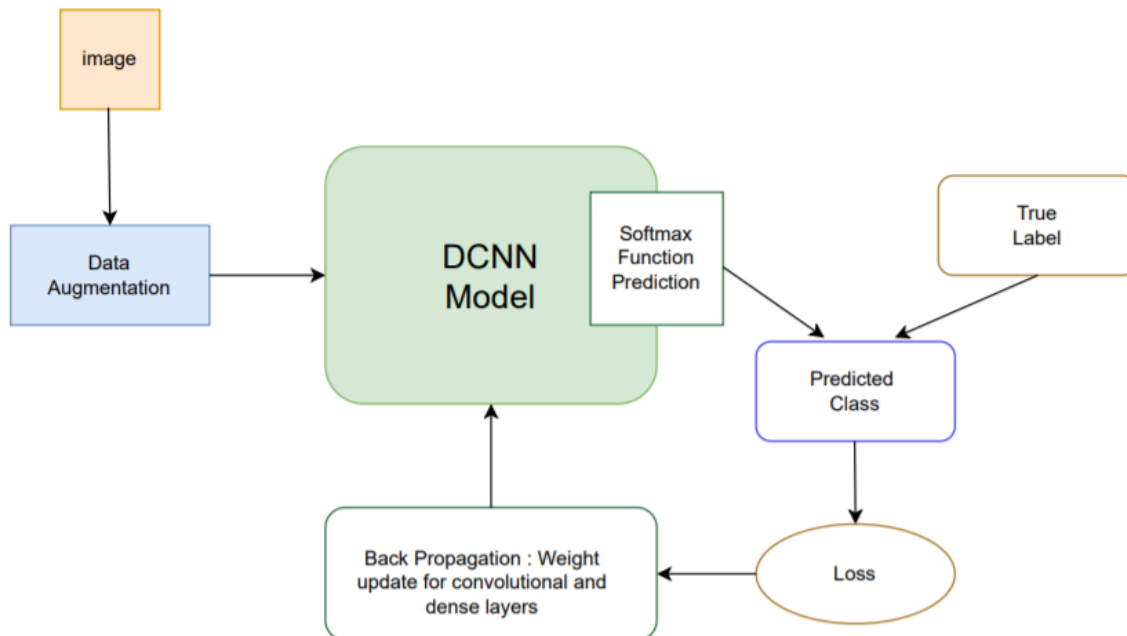 image
Data
Augmentation
DCNN
Model
Softmax
Function
Prediction
True
Label
Predicted
Class
Loss
Back Propagation : Weight
update for convolutional and
dense layers